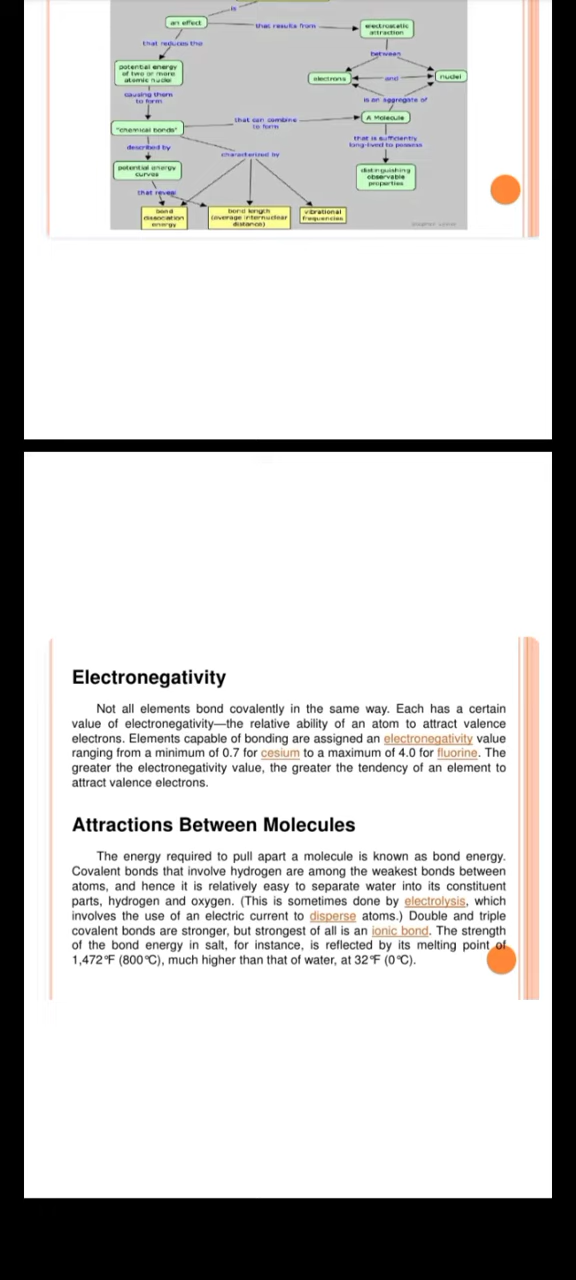 is
an effect
that results from
electrostatic
attraction
that reduces the
between
potential energy
of two or more
atomic nuclei
electrons
and
nuclei
causing them
to form
is an aggregate of
"chemical bonds"
that can combine
to form
A Molecule
described by
characterized by
that is sufficiently
long-lived to possess
potential energy
curves
distinguishing
observable
properties
that reveal
bond
dissociation
energy
bond length
(average internuclear
distance)
vibrational
frequencies
Electronegativity
Not all elements bond covalently in the same way. Each has a certain
value of electronegativity—the relative ability of an atom to attract valence
electrons. Elements capable of bonding are assigned an electronegativity value
ranging from a minimum of 0.7 for cesium to a maximum of 4.0 for fluorine. The
greater the electronegativity value, the greater the tendency of an element to
attract valence electrons.
Attractions Between Molecules
The energy required to pull apart a molecule is known as bond energy.
Covalent bonds that involve hydrogen are among the weakest bonds between
atoms, and hence it is relatively easy to separate water into its constituent
parts, hydrogen and oxygen. (This is sometimes done by electrolysis, which
involves the use of an electric current to disperse atoms.) Double and triple
covalent bonds are stronger, but strongest of all is an ionic bond. The strength
of the bond energy in salt, for instance, is reflected by its melting point of
1,472°F (800°C), much higher than that of water, at 32°F (0°C).